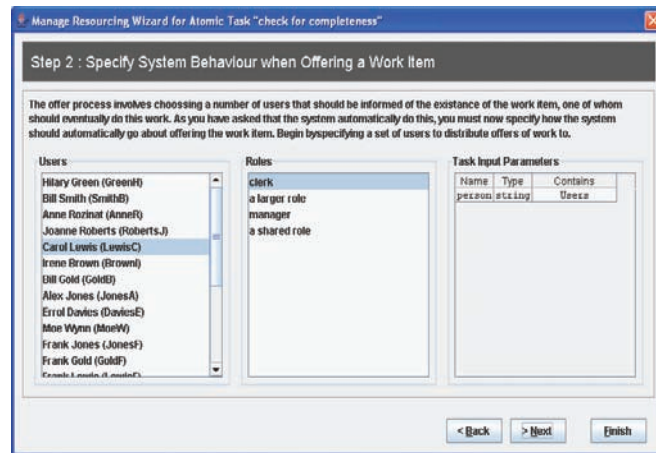 Manage Resourcing Wizard for Atomic Task "check for completeness"
Step 2 : Specify System Behaviour when Offering a Work Item
The offer process involves choossing a number of users that should be informed of the existance of the work item, one of whom
should eventually do this work. As you have asked that the system automatically do this, you must now specify how the system
should automatically go about offering the work item. Begin byspecifying a set of users to distribute offers of work to.
Users
Hilary Green (GreenH)
Bill Smith (SmithB)
Anne Rozinat (AnneR)
Joanne Roberts (RobertsJ)
Carol Lewis (LewisC)
Irene Brown (BrownI)
Bill Gold (GoldB)
Alex Jones (JonesA)
Errol Davies (DaviesE)
Moe Wynn (MoeW)
Frank Jones (JonesF)
Frank Gold (GoldF)
Frank Lewis (LewisF)
Roles
clerk
a larger role
manager
a shared role
Task Input Parameters
Name Type Contains
person string Users
< Back
> Next
Finish